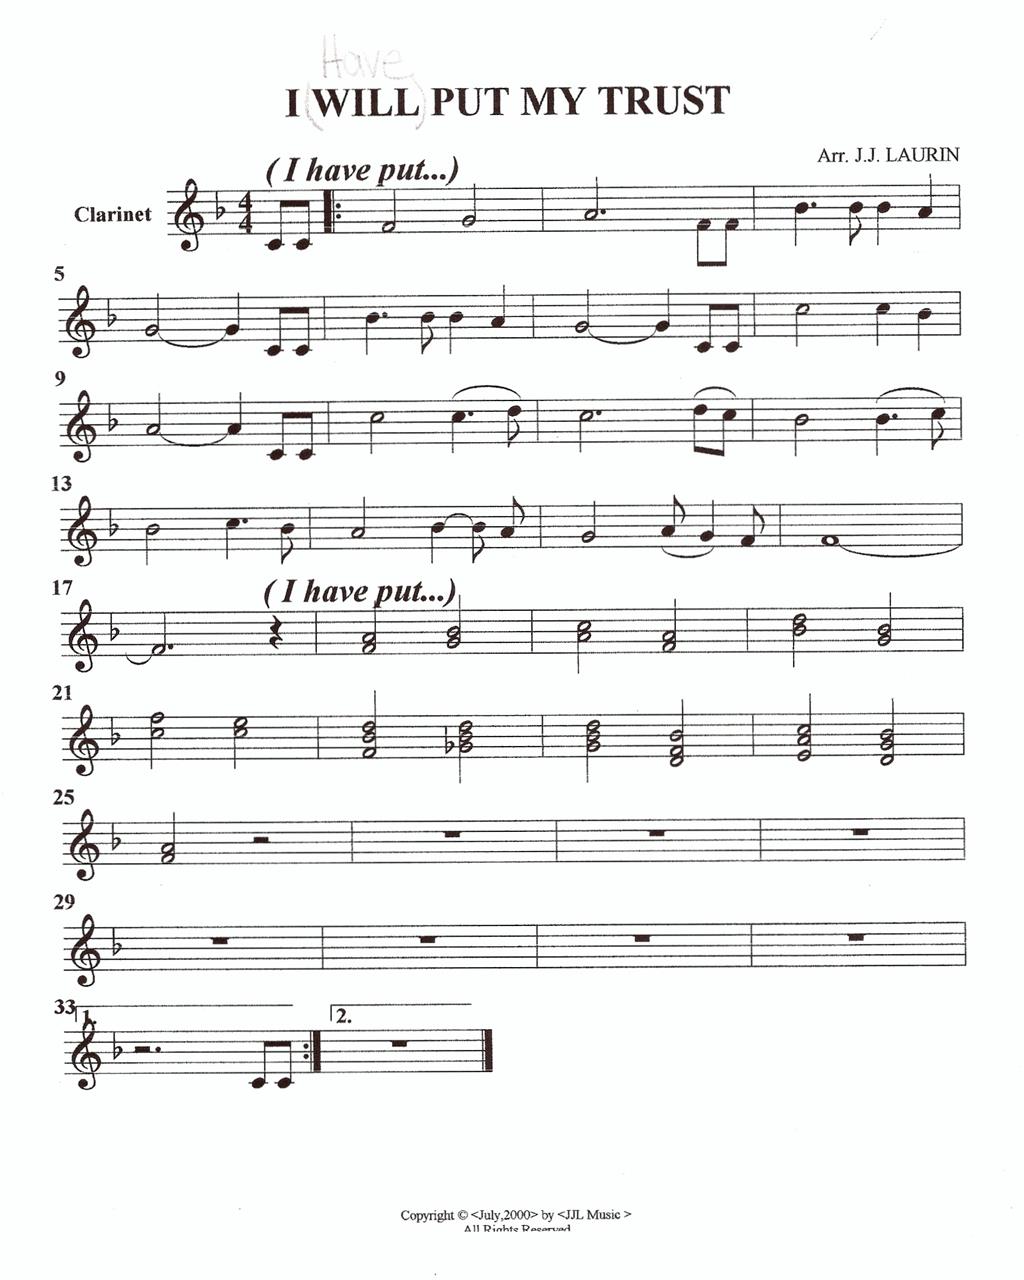 Have
I (WILL) PUT MY TRUST
Arr. J.J. LAURIN
( I have put...)
Clarinet
4
4
5
9
13
17
( I have put...)
21
25
29
33
1.
2.
Copyright © <July,2000> by <JJL Music >
All Rights Reserved